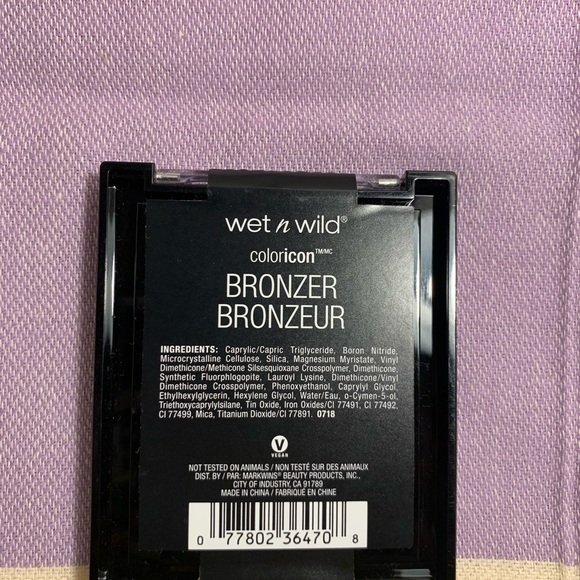 wet n wild®
coloricon™/MC
BRONZER
BRONZEUR
INGREDIENTS: Caprylic/Capric Triglyceride, Boron Nitride,
Microcrystalline Cellulose, Silica, Magnesium Myristate, Vinyl
Dimethicone/Methicone Silsesquioxane Crosspolymer, Dimethicone,
Synthetic Fluorphlogopite, Lauroyl Lysine, Dimethicone/Vinyl
Dimethicone Crosspolymer, Phenoxyethanol, Caprylyl Glycol,
Ethylhexylglycerin, Hexylene Glycol, Water/Eau, o-Cymen-5-ol,
Triethoxycaprylylsilane, Tin Oxide, Iron Oxides/CI 77491, CI 77492,
CI 77499, Mica, Titanium Dioxide/CI 77891. 0718
V
VEGAN
NOT TESTED ON ANIMALS / NON TESTÉ SUR DES ANIMAUX
DIST. BY / PAR: MARKWINS® BEAUTY PRODUCTS, INC.,
CITY OF INDUSTRY, CA 91789
MADE IN CHINA / FABRIQUÉ EN CHINE
0 77802 36470 8